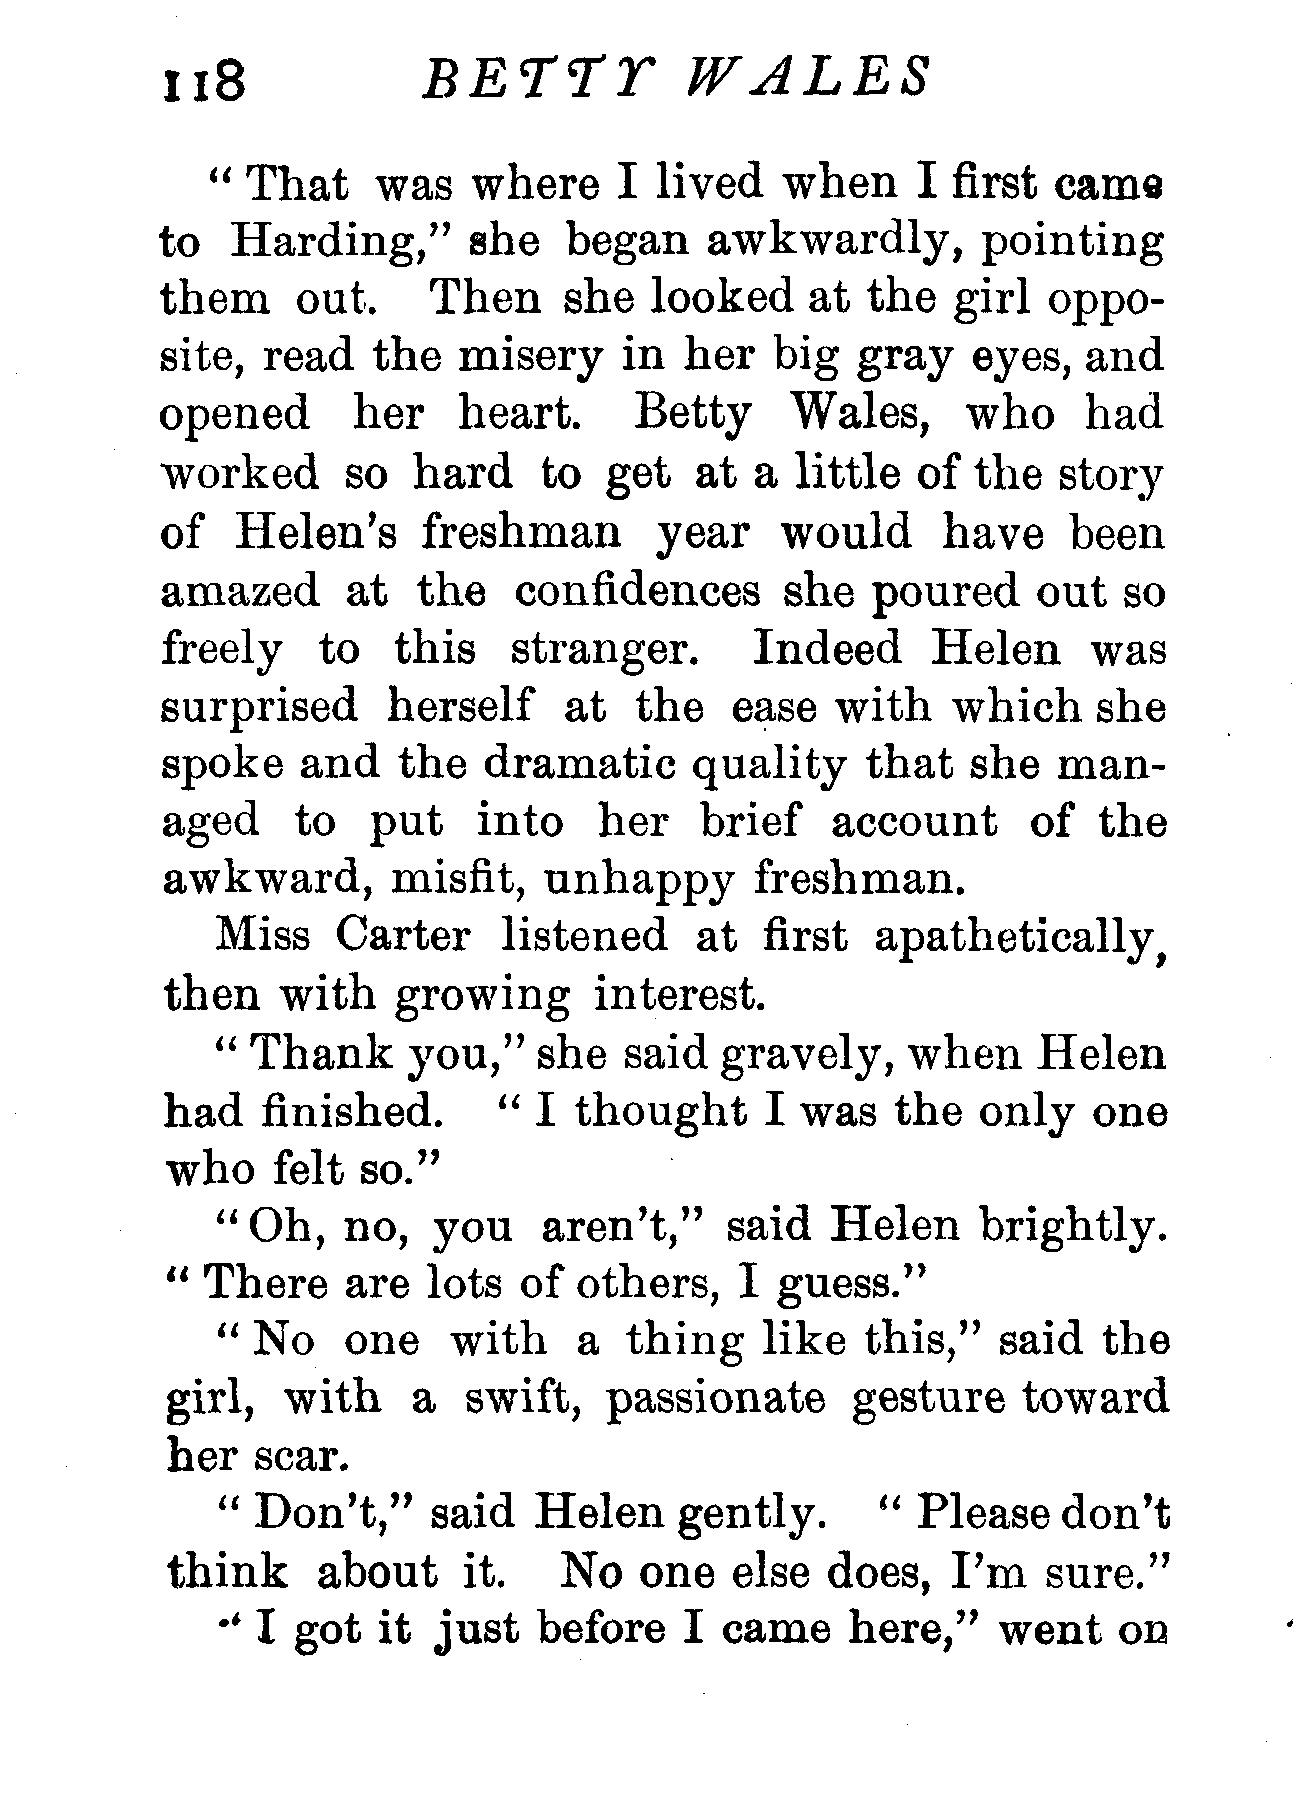 118 BETTY WALES
“ That was where I lived when I first came
to Harding,” she began awkwardly, pointing
them out. Then she looked at the girl oppo-
site, read the misery in her big gray eyes, and
opened her heart. Betty Wales, who had
worked so hard to get at a little of the story
of Helen’s freshman year would have been
amazed at the confidences she poured out so
freely to this stranger. Indeed Helen was
surprised herself at the ease with which she
spoke and the dramatic quality that she man-
aged to put into her brief account of the
awkward, misfit, unhappy freshman.
Miss Carter listened at first apathetically,
then with growing interest.
“ Thank you,” she said gravely, when Helen
had finished. “ I thought I was the only one
who felt so.”
“ Oh, no, you aren’t,” said Helen brightly.
“ There are lots of others, I guess.”
“ No one with a thing like this,” said the
girl, with a swift, passionate gesture toward
her scar.
“ Don’t,” said Helen gently. “ Please don’t
think about it. No one else does, I’m sure.”
“ I got it just before I came here,” went on